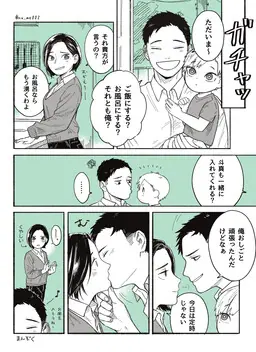 ガチャッ
ただいま〜
ご飯にする?
お風呂にする?
それとも俺?
それ貴方が
言うの?
お風呂なら
もう湧くわよ
斗真も一緒に
入れてくれる?
俺おしごと
頑張ったんだ
けどなぁ
今日は定時
じゃない
くやしい…